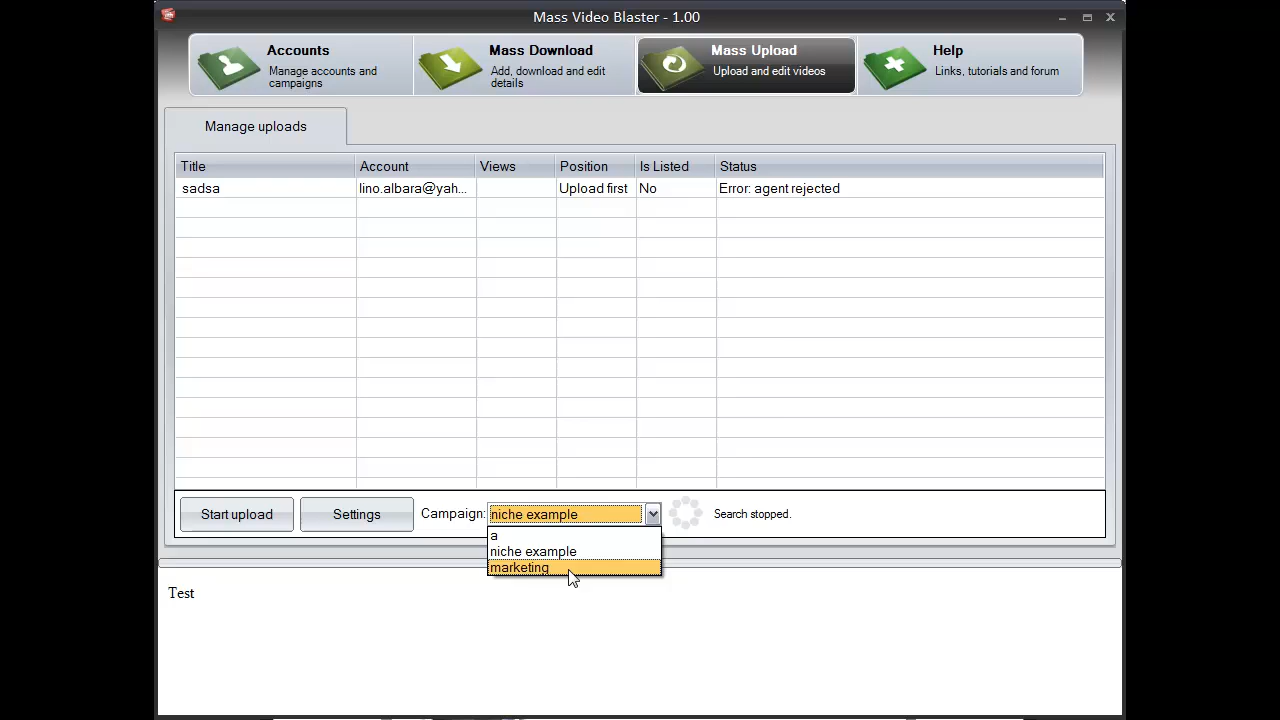 Mass Video Blaster - 1.00
Accounts
Manage accounts and
campaigns
Mass Download
Add, download and edit
details
Mass Upload
Upload and edit videos
Help
Links, tutorials and forum
Manage uploads
Title Account Views Position Is Listed Status
sadsa lino.albara@yah... Upload first No Error: agent rejected
Start upload Settings Campaign: niche example Search stopped.
a
niche example
marketing
Test